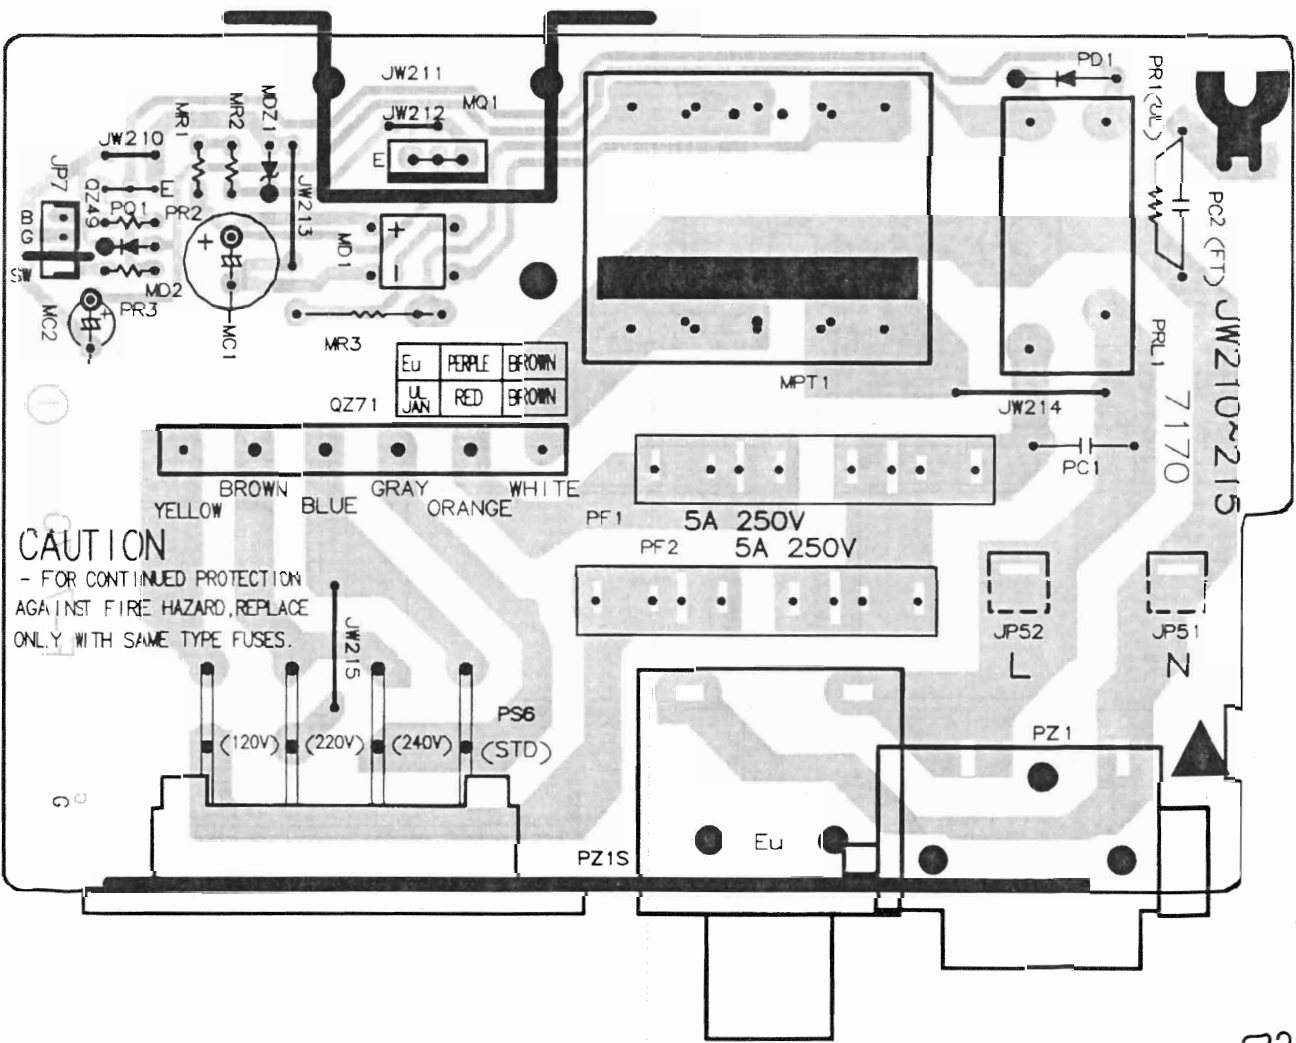 JW211
PD1
PR1(UL)
MR1
MR2
MDZ1
JW212
MQ1
JW210
E
JP7
QZ49
E
PQ1
PR2
JW213
B
G
SW
+
+
-
MD1
PC2 (FT)
JW210~215
MD2
PR3
MC2
+
-
MC1
MR3
PRL1
Eu PERPLE BROWN
UL JAN RED BROWN
MPT1
QZ71
JW214
7170
PC1
BROWN
GRAY
WHITE
YELLOW
BLUE
ORANGE
PF1
5A 250V
PF2
5A 250V
CAUTION
- FOR CONTINUED PROTECTION
AGAINST FIRE HAZARD,REPLACE
ONLY WITH SAME TYPE FUSES.
JW215
JP52
JP51
L
N
PS6
(120V)
(220V)
(240V)
(STD)
PZ1
G
Eu
PZ1S